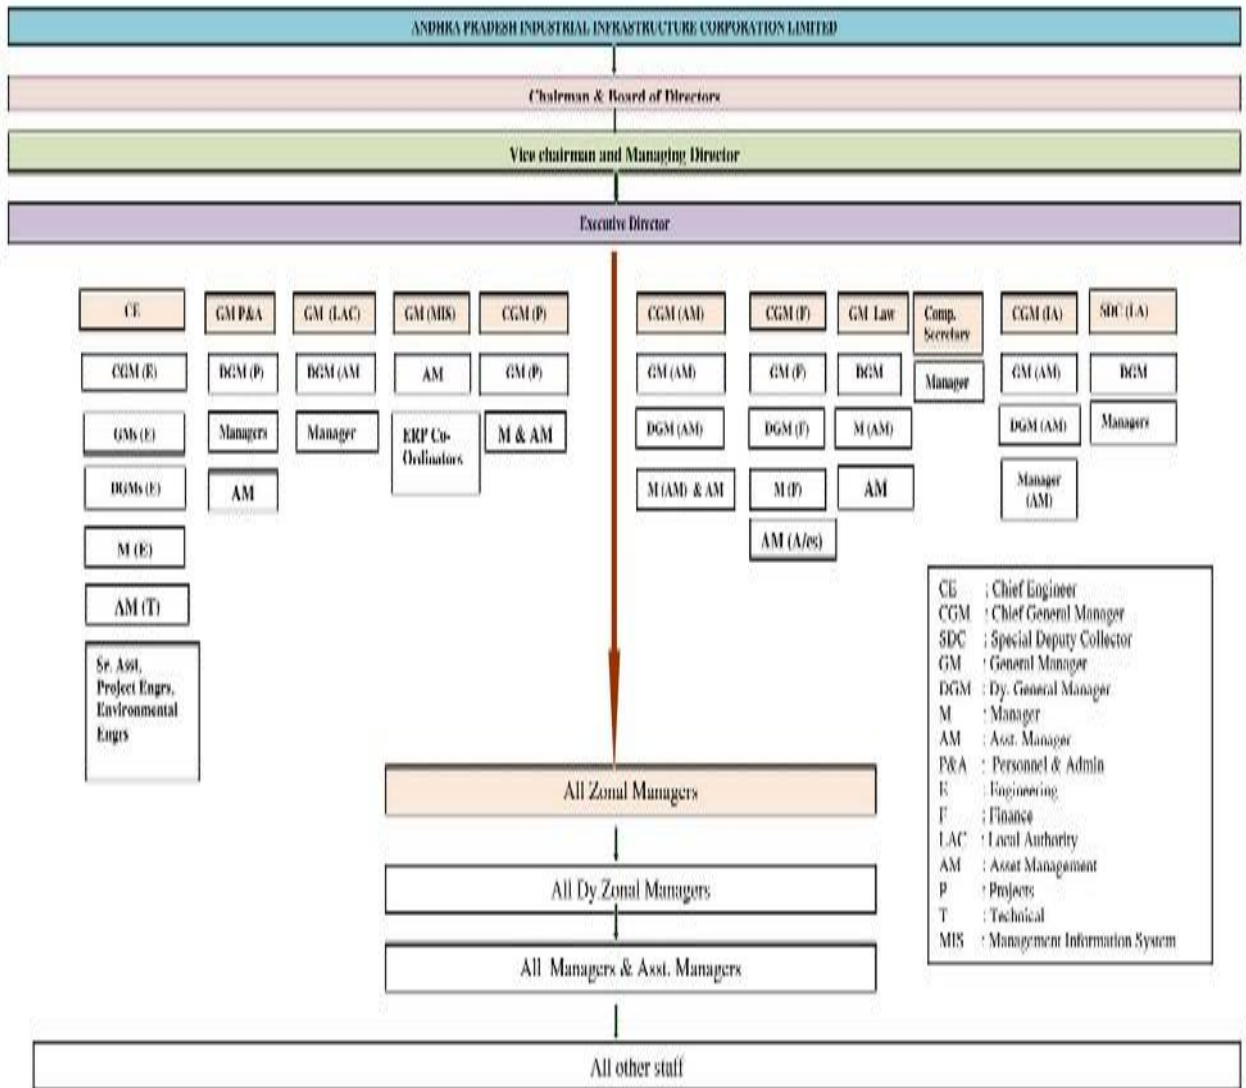 ANDHRA PRADESH INDUSTRIAL INFRASTRUCTURE CORPORATION LIMITED
Chairman & Board of Directors
Vice chairman and Managing Director
Executive Director
CE
CGM (E)
GMs (E)
DGMs (E)
M (E)
AM (T)
Sr. Asst,
Project Engrs,
Environmental
Engrs
GM P&A
DGM (P)
Managers
AM
GM (LAC)
DGM (AM
Manager
GM (MIS)
AM
ERP Co-
Ordinators
CGM (P)
GM (P)
M & AM
CGM (AM)
GM (AM)
DGM (AM)
M (AM) & AM
CGM (F)
GM (F)
DGM (F)
M (F)
AM (A/cs)
GM Law
DGM
M (AM)
AM
Comp.
Secretary
Manager
CGM (IA)
GM (AM)
DGM (AM)
Manager
(AM)
SDC (LA)
DGM
Managers
CE : Chief Engineer
CGM : Chief General Manager
SDC : Special Deputy Collector
GM : General Manager
DGM : Dy. General Manager
M : Manager
AM : Asst. Manager
P&A : Personnel & Admin
E : Engineering
F : Finance
LAC : Local Authority
AM : Asset Management
P : Projects
T : Technical
MIS : Management Information System
All Zonal Managers
All Dy.Zonal Managers
All Managers & Asst. Managers
All other staff